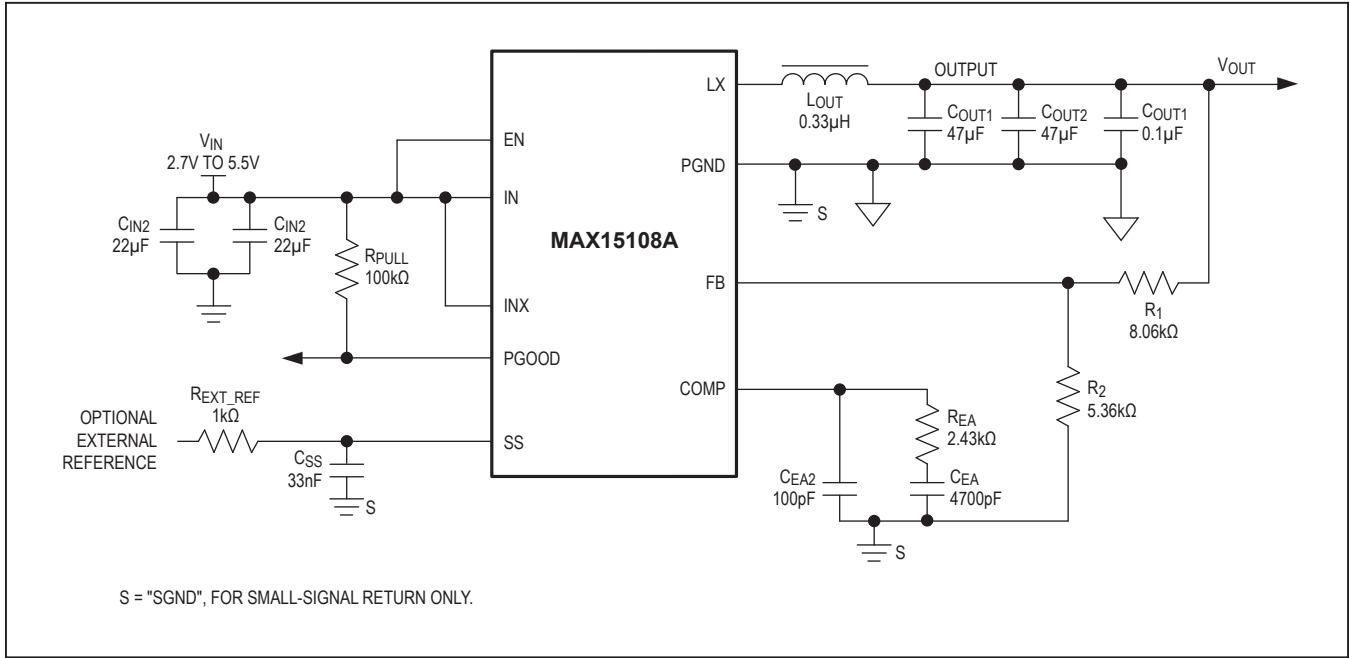 LX
LOUT
0.33µH
OUTPUT
VOUT
COUT1
47µF
COUT2
47µF
COUT1
0.1µF
VIN
2.7V TO 5.5V
EN
PGND
IN
S
CIN2
22µF
CIN2
22µF
RPULL
100kΩ
MAX15108A
INX
FB
R1
8.06kΩ
PGOOD
COMP
R2
5.36kΩ
REXT_REF
1kΩ
OPTIONAL
EXTERNAL
REFERENCE
SS
CSS
33nF
S
REA
2.43kΩ
CEA2
100pF
CEA
4700pF
S
S = "SGND", FOR SMALL-SIGNAL RETURN ONLY.